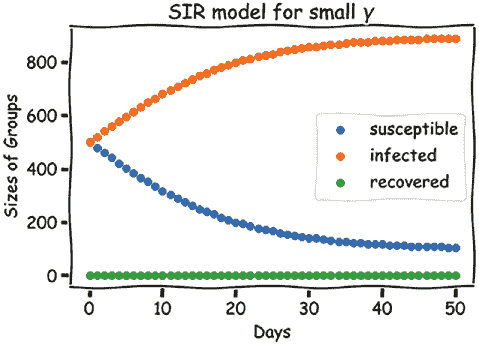 SIR model for small γ
Sizes of Groups
800
600
400
200
0
susceptible
infected
recovered
0 10 20 30 40 50
Days